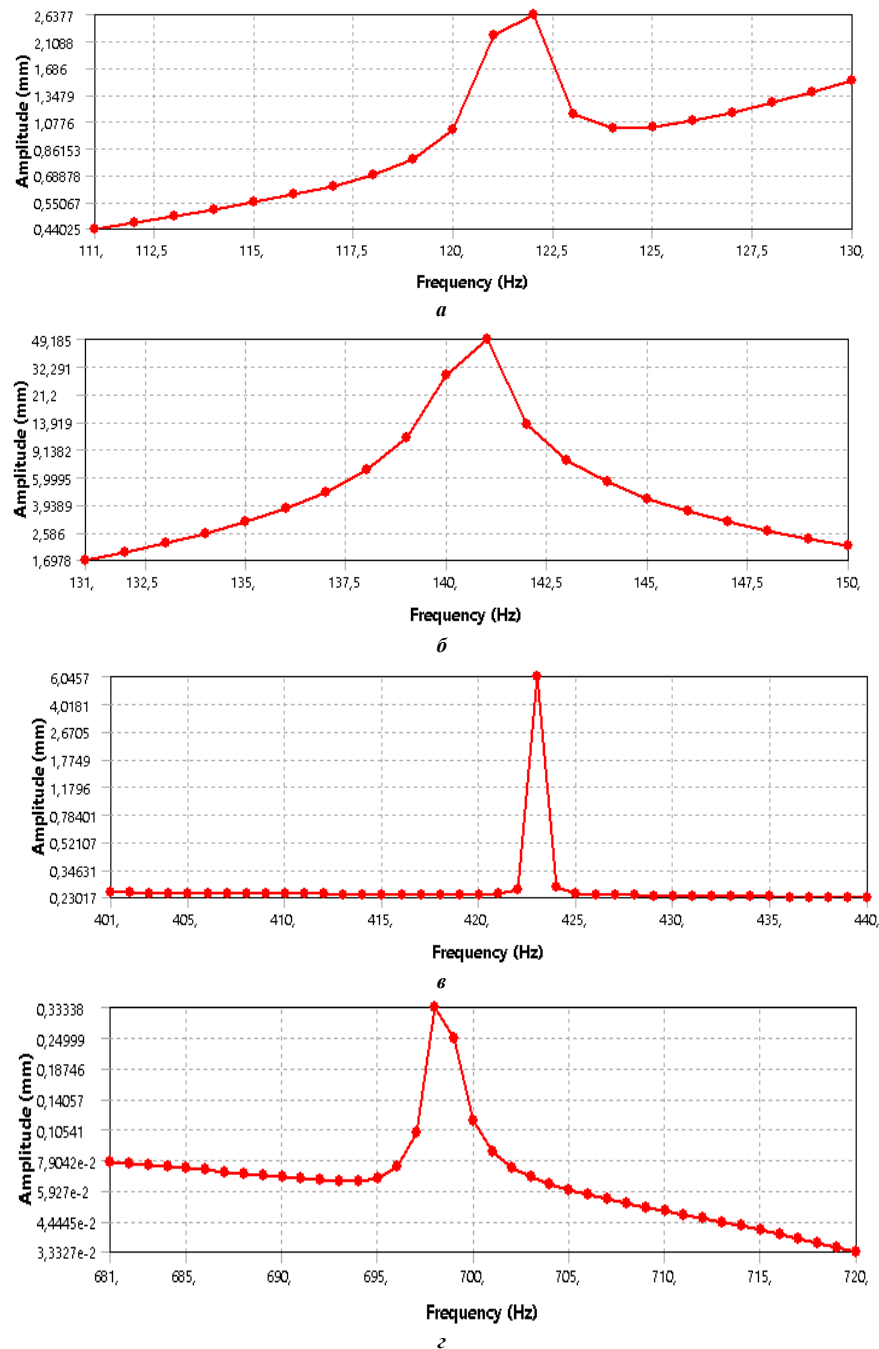 2,6377
2,1088
1,686
1,3479
1,0776
0,86153
0,68878
0,55067
0,44025
Amplitude (mm)
111, 112,5 115, 117,5 120, 122,5 125, 127,5 130,
Frequency (Hz)
а
49,185
32,291
21,2
13,919
9,1382
5,9995
3,9389
2,586
1,6978
Amplitude (mm)
131, 132,5 135, 137,5 140, 142,5 145, 147,5 150,
Frequency (Hz)
б
6,0457
4,0181
2,6705
1,7749
1,1796
0,78401
0,52107
0,34631
0,23017
Amplitude (mm)
401, 405, 410, 415, 420, 425, 430, 435, 440,
Frequency (Hz)
в
0,33338
0,24999
0,18746
0,14057
0,10541
7,9042e-2
5,927e-2
4,4445e-2
3,3327e-2
Amplitude (mm)
681, 685, 690, 695, 700, 705, 710, 715, 720,
Frequency (Hz)
г